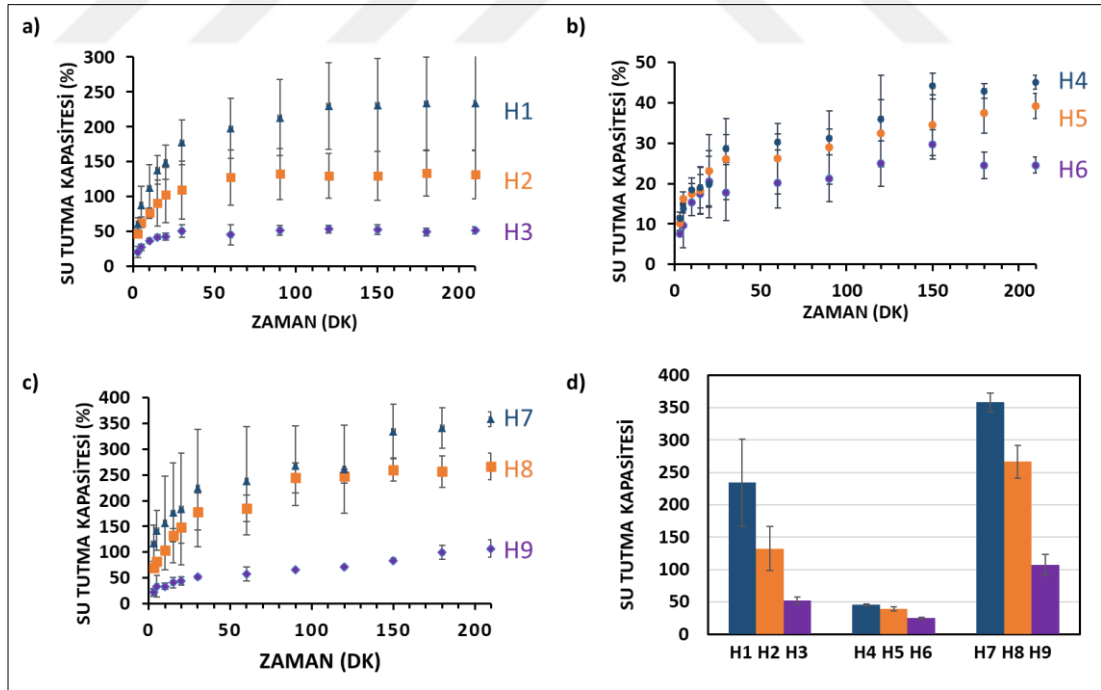 a)
SU TUTMA KAPASİTESİ (%)
300
250
200
150
100
50
0
0 50 100 150 200
ZAMAN (DK)
H1
H2
H3
b)
SU TUTMA KAPASİTESİ (%)
50
40
30
20
10
0
0 50 100 150 200
ZAMAN (DK)
H4
H5
H6
c)
SU TUTMA KAPASİTESİ (%)
400
350
300
250
200
150
100
50
0
0 50 100 150 200
ZAMAN (DK)
H7
H8
H9
d)
SU TUTMA KAPASİTESİ
400
350
300
250
200
150
100
50
0
H1 H2 H3 H4 H5 H6 H7 H8 H9